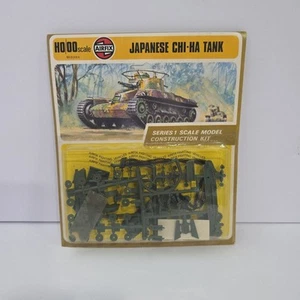 HO/OO scale
AIRFIX
JAPANESE CHI-HA TANK
SERIES 1 SCALE MODEL
CONSTRUCTION KIT